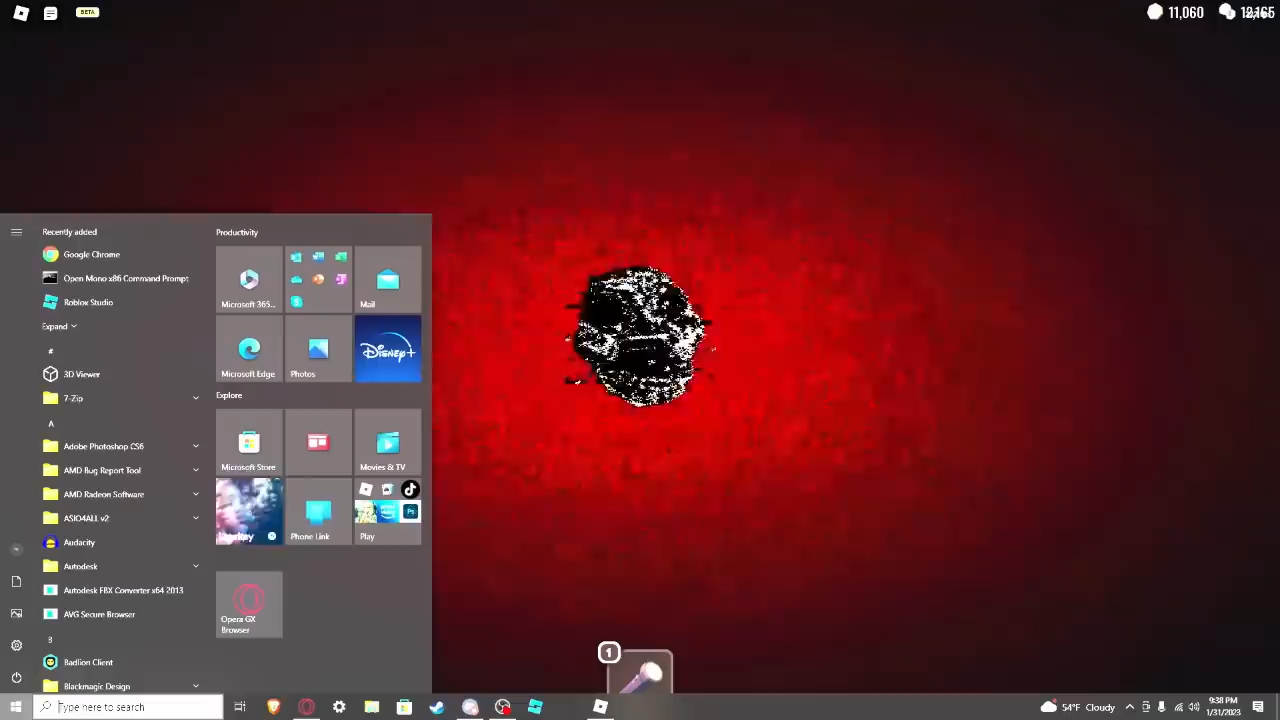 BETA
11,060
Recently added
Google Chrome
Open Mono x86 Command Prompt
Roblox Studio
Expand
#
3D Viewer
7-Zip
A
Adobe Photoshop CS6
AMD Bug Report Tool
AMD Radeon Software
ASIO4ALL v2
Audacity
Autodesk
Autodesk FBX Converter x64 2013
AVG Secure Browser
B
Badlion Client
Blackmagic Design
Productivity
Microsoft 365...
Mail
Microsoft Edge
Photos
Disney+
Explore
Microsoft Store
Movies & TV
Phone Link
Ps
Play
Opera GX
Browser
1
Type here to search
54°F Cloudy
9:38 PM
1/31/2023